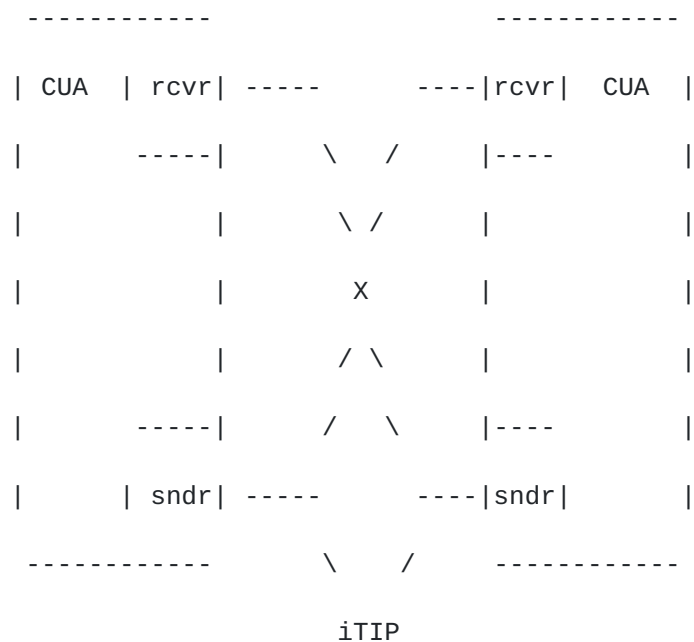 ------------                  ------------
| CUA  | rcvr| -----      ----|rcvr|  CUA  |
|       -----|      \   /     |----        |
|            |       \ /      |            |
|            |        X       |            |
|            |       / \      |            |
|       -----|      /   \     |----        |
|      | sndr| -----      ----|sndr|       |
------------       \    /     ------------
iTIP